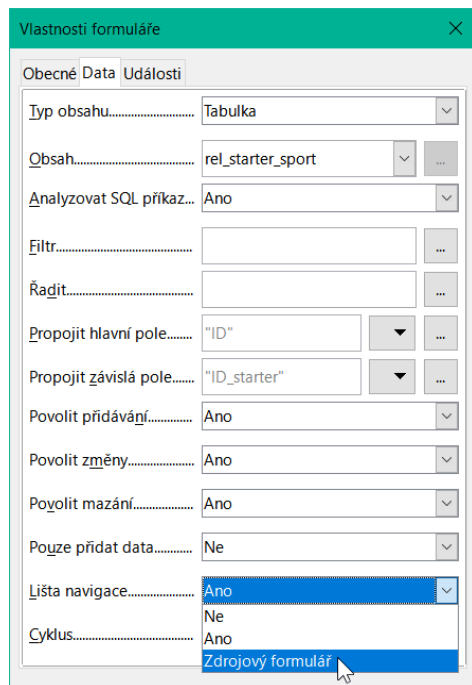 Vlastnosti formuláře
Obecné Data Události
Typ obsahu........................... Tabulka
Obsah.................................... rel_starter_sport ...
Analyzovat SQL příkaz... Ano
Filtr......................................... ...
Řadit....................................... ...
Propojit hlavní pole........ "ID" ...
Propojit závislá pole...... "ID_starter" ...
Povolit přidávání............. Ano
Povolit změny................... Ano
Povolit mazání.................. Ano
Pouze přidat data............ Ne
Lišta navigace.................... Ano
Ne
Cyklus.................................... Ano
Zdrojový formulář